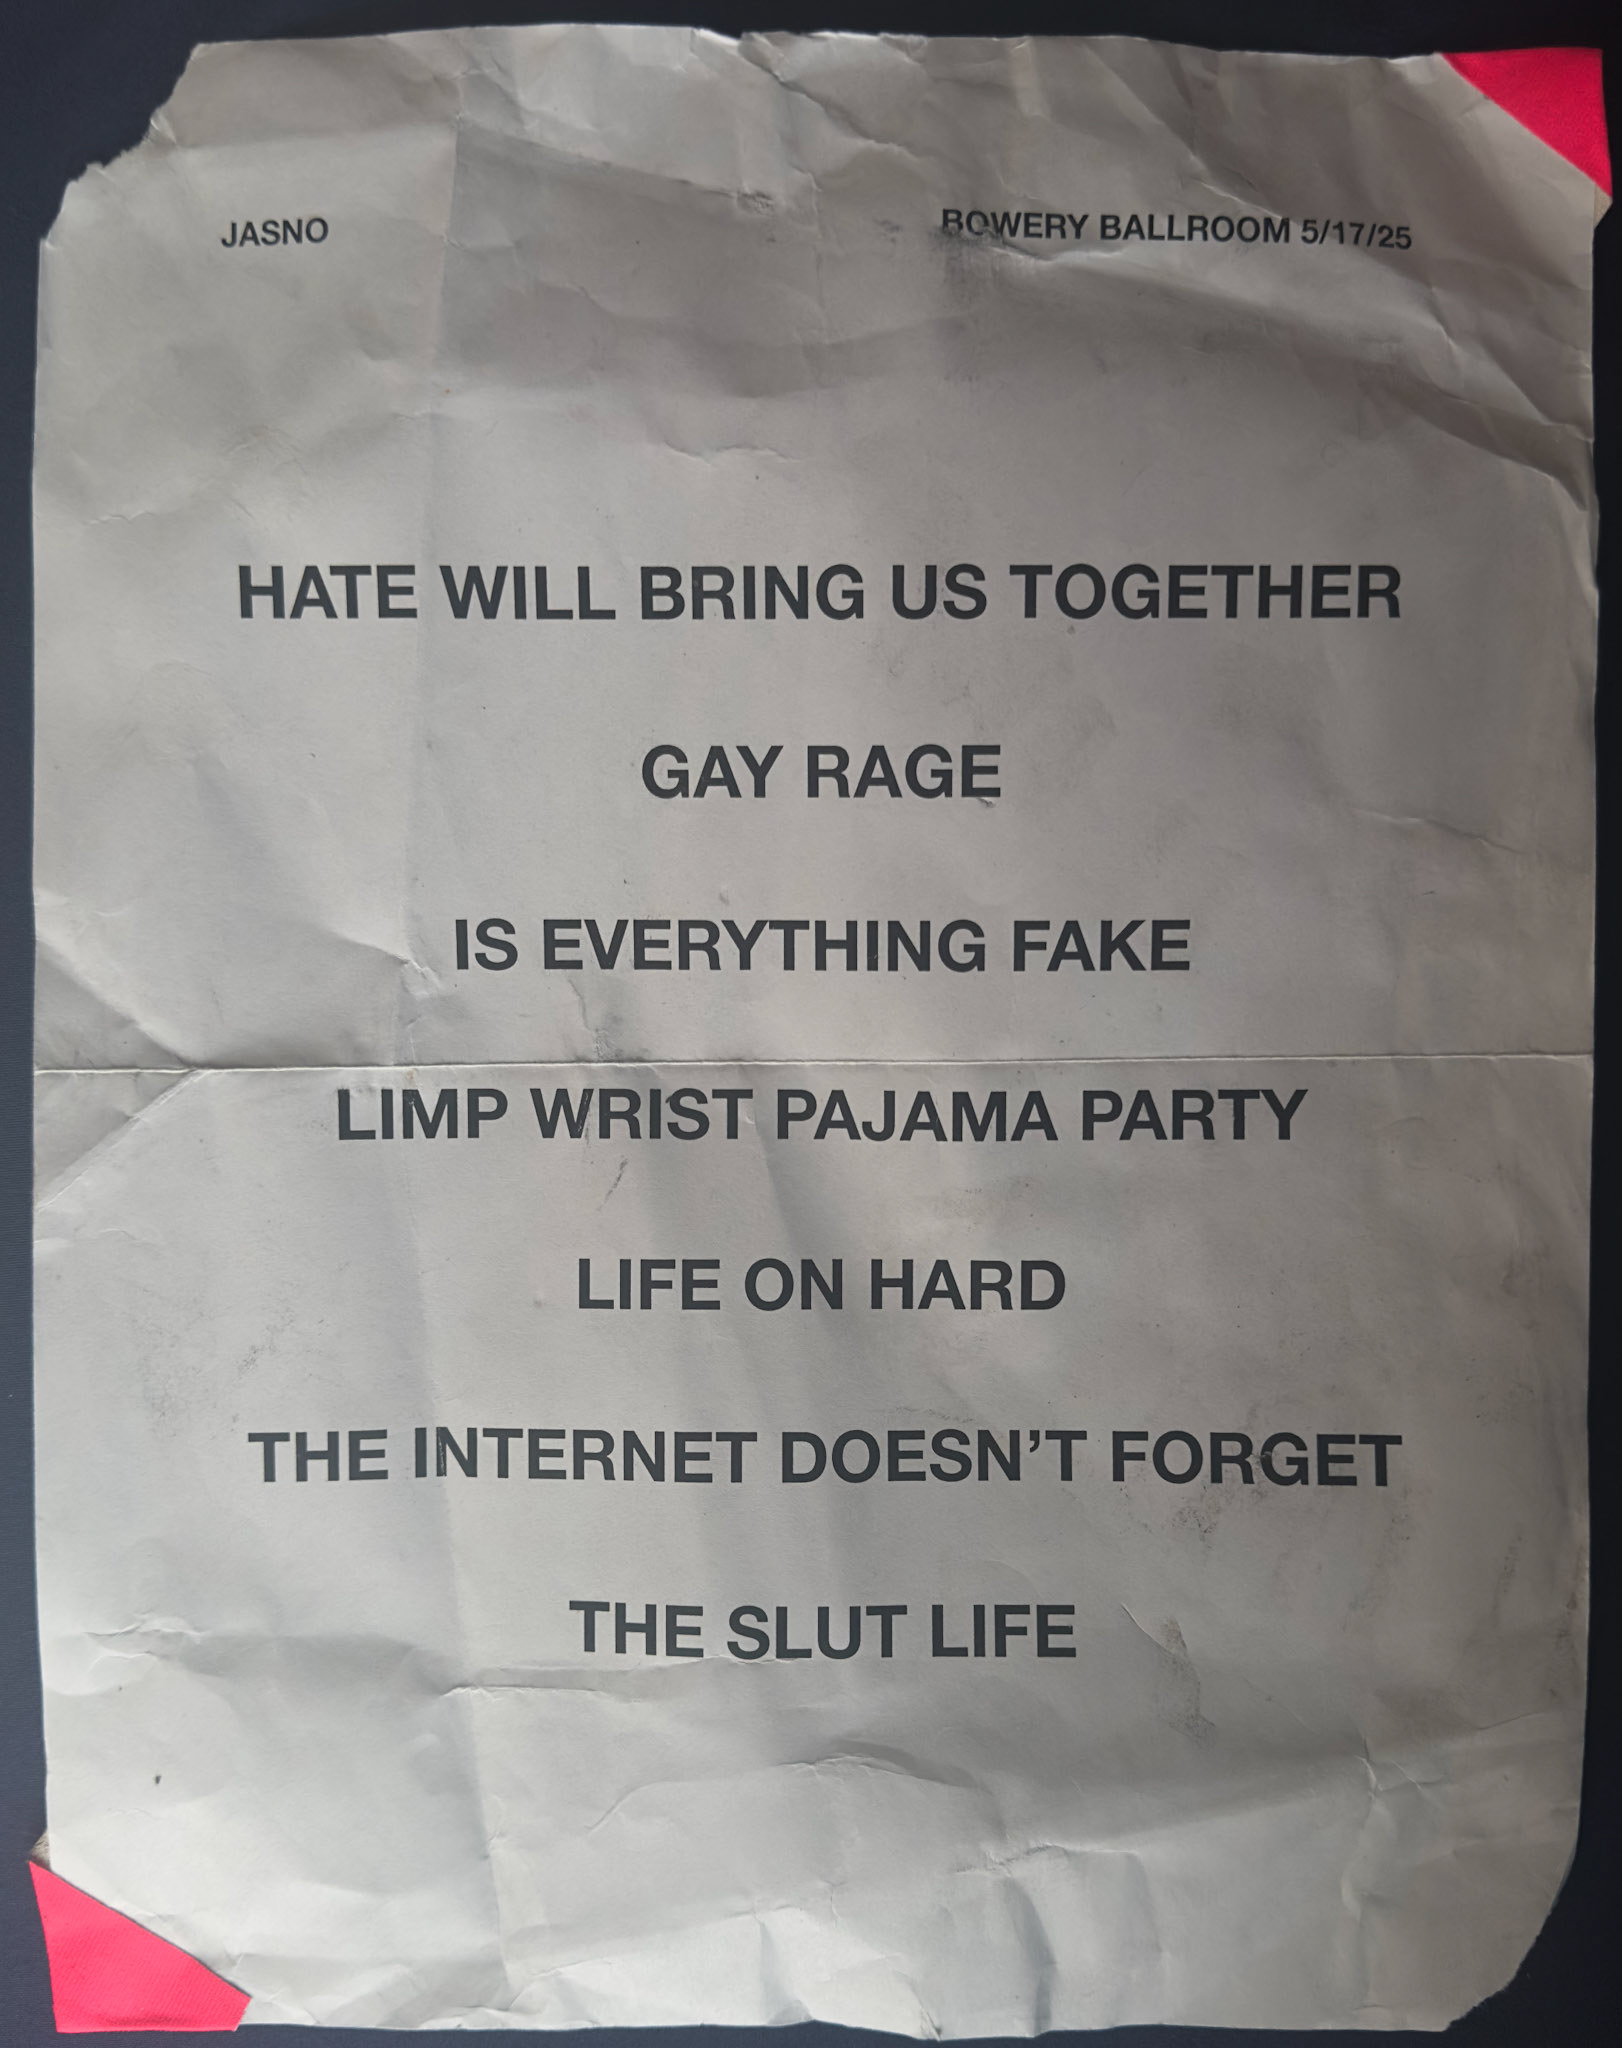 JASNO
BOWERY BALLROOM 5/17/25
HATE WILL BRING US TOGETHER
GAY RAGE
IS EVERYTHING FAKE
LIMP WRIST PAJAMA PARTY
LIFE ON HARD
THE INTERNET DOESN’T FORGET
THE SLUT LIFE